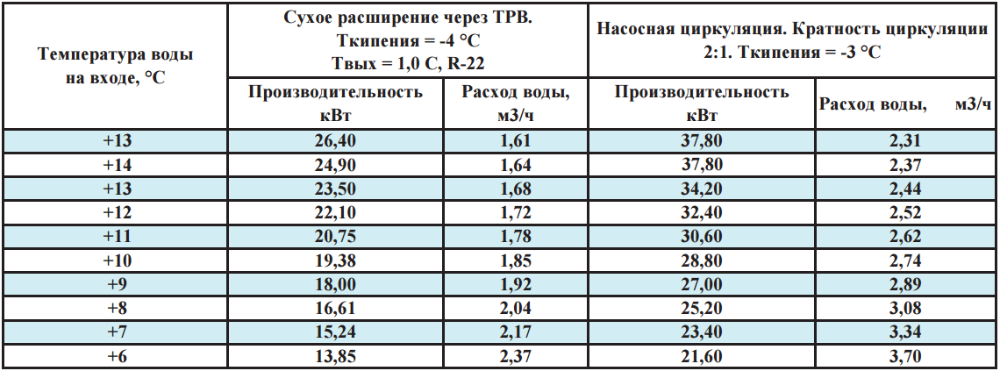 Температура воды
на входе, °С
Сухое расширение через ТРВ.
Ткипения = -4 °С
Твых = 1,0 С, R-22
Насосная циркуляция. Кратность циркуляции
2:1. Ткипения = -3 °С
Производительность
кВт
Расход воды,
м3/ч
Производительность
кВт
Расход воды, м3/ч
+13 26,40 1,61 37,80 2,31
+14 24,90 1,64 37,80 2,37
+13 23,50 1,68 34,20 2,44
+12 22,10 1,72 32,40 2,52
+11 20,75 1,78 30,60 2,62
+10 19,38 1,85 28,80 2,74
+9 18,00 1,92 27,00 2,89
+8 16,61 2,04 25,20 3,08
+7 15,24 2,17 23,40 3,34
+6 13,85 2,37 21,60 3,70